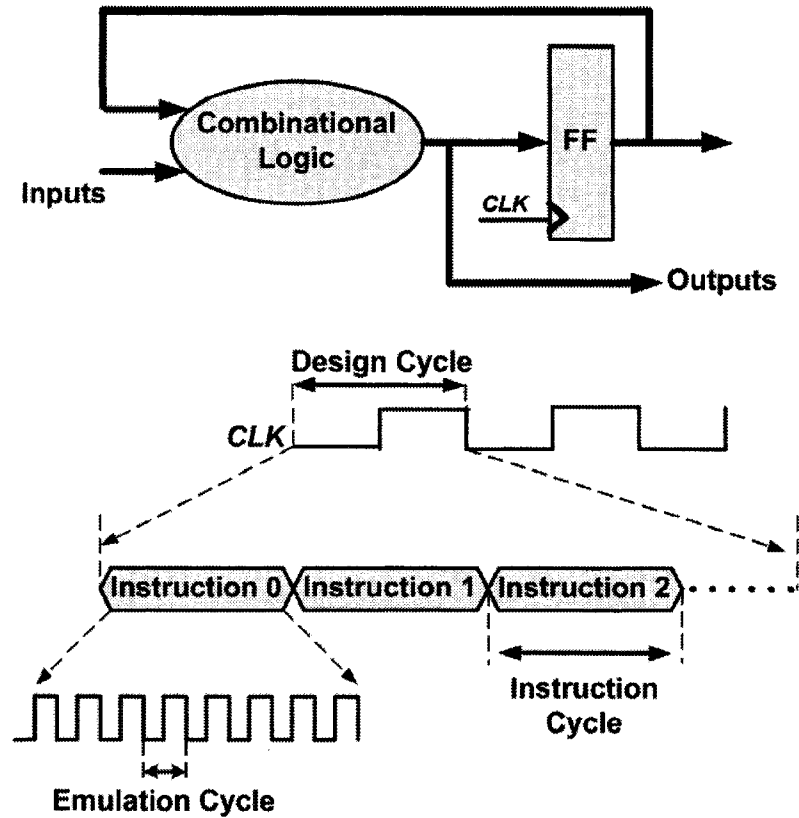 Combinational
Logic
FF
Inputs
CLK
Outputs
Design Cycle
CLK
Instruction 0
Instruction 1
Instruction 2
Instruction
Cycle
Emulation Cycle